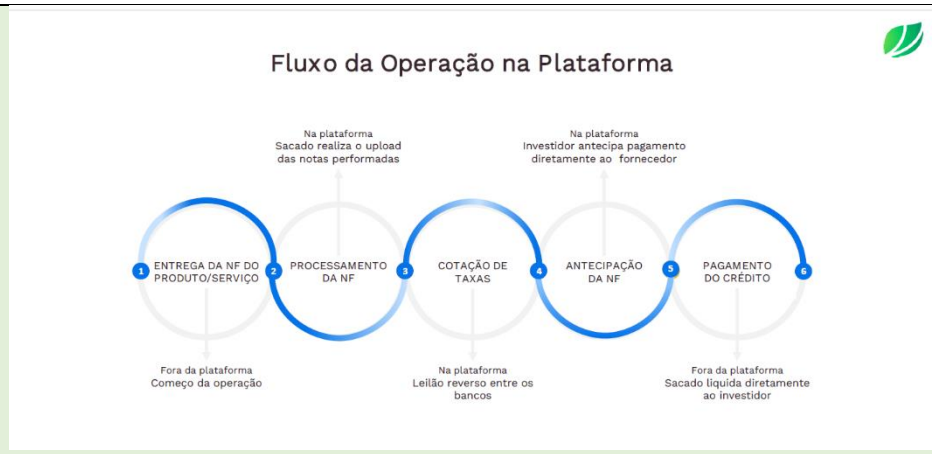 Fluxo da Operação na Plataforma
Na plataforma
Sacado realiza o upload
das notas performadas
Na plataforma
Investidor antecipa pagamento
diretamente ao fornecedor
1
ENTREGA DA NF DO
PRODUTO/SERVIÇO
2
PROCESSAMENTO
DA NF
3
COTAÇÃO DE
TAXAS
4
ANTECIPAÇÃO
DA NF
5
PAGAMENTO
DO CRÉDITO
6
Fora da plataforma
Começo da operação
Na plataforma
Leilão reverso entre os
bancos
Fora da plataforma
Sacado liquida diretamente
ao investidor